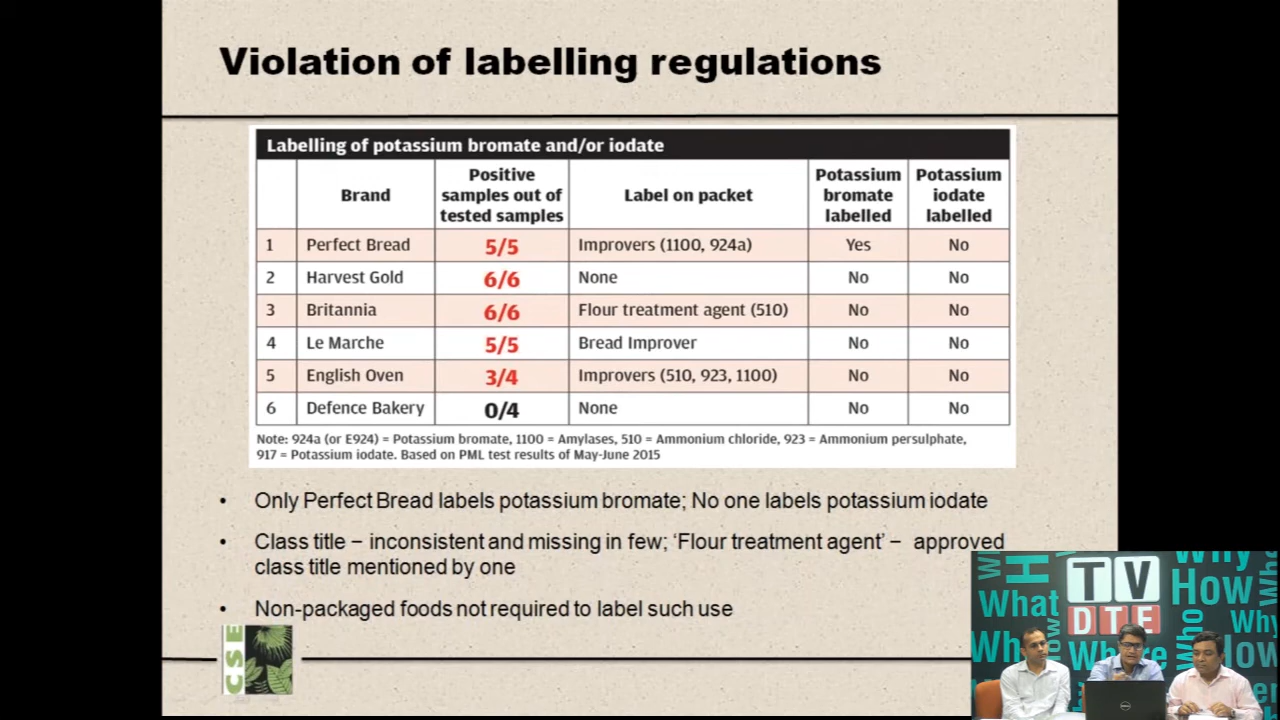 Violation of labelling regulations
Labelling of potassium bromate and/or iodate
Brand Positive samples out of tested samples Label on packet Potassium bromate labelled Potassium iodate labelled
1 Perfect Bread 5/5 Improvers (1100, 924a) Yes No
2 Harvest Gold 6/6 None No No
3 Britannia 6/6 Flour treatment agent (510) No No
4 Le Marche 5/5 Bread Improver No No
5 English Oven 3/4 Improvers (510, 923, 1100) No No
6 Defence Bakery 0/4 None No No
Note: 924a (or E924) = Potassium bromate, 1100 = Amylases, 510 = Ammonium chloride, 923 = Ammonium persulphate,
917 = Potassium iodate. Based on PML test results of May-June 2015
• Only Perfect Bread labels potassium bromate; No one labels potassium iodate
• Class title – inconsistent and missing in few; ‘Flour treatment agent’ – approved
class title mentioned by one
• Non-packaged foods not required to label such use
CSE
TV
DTE
Why
What
How
Who
Why
How
Where